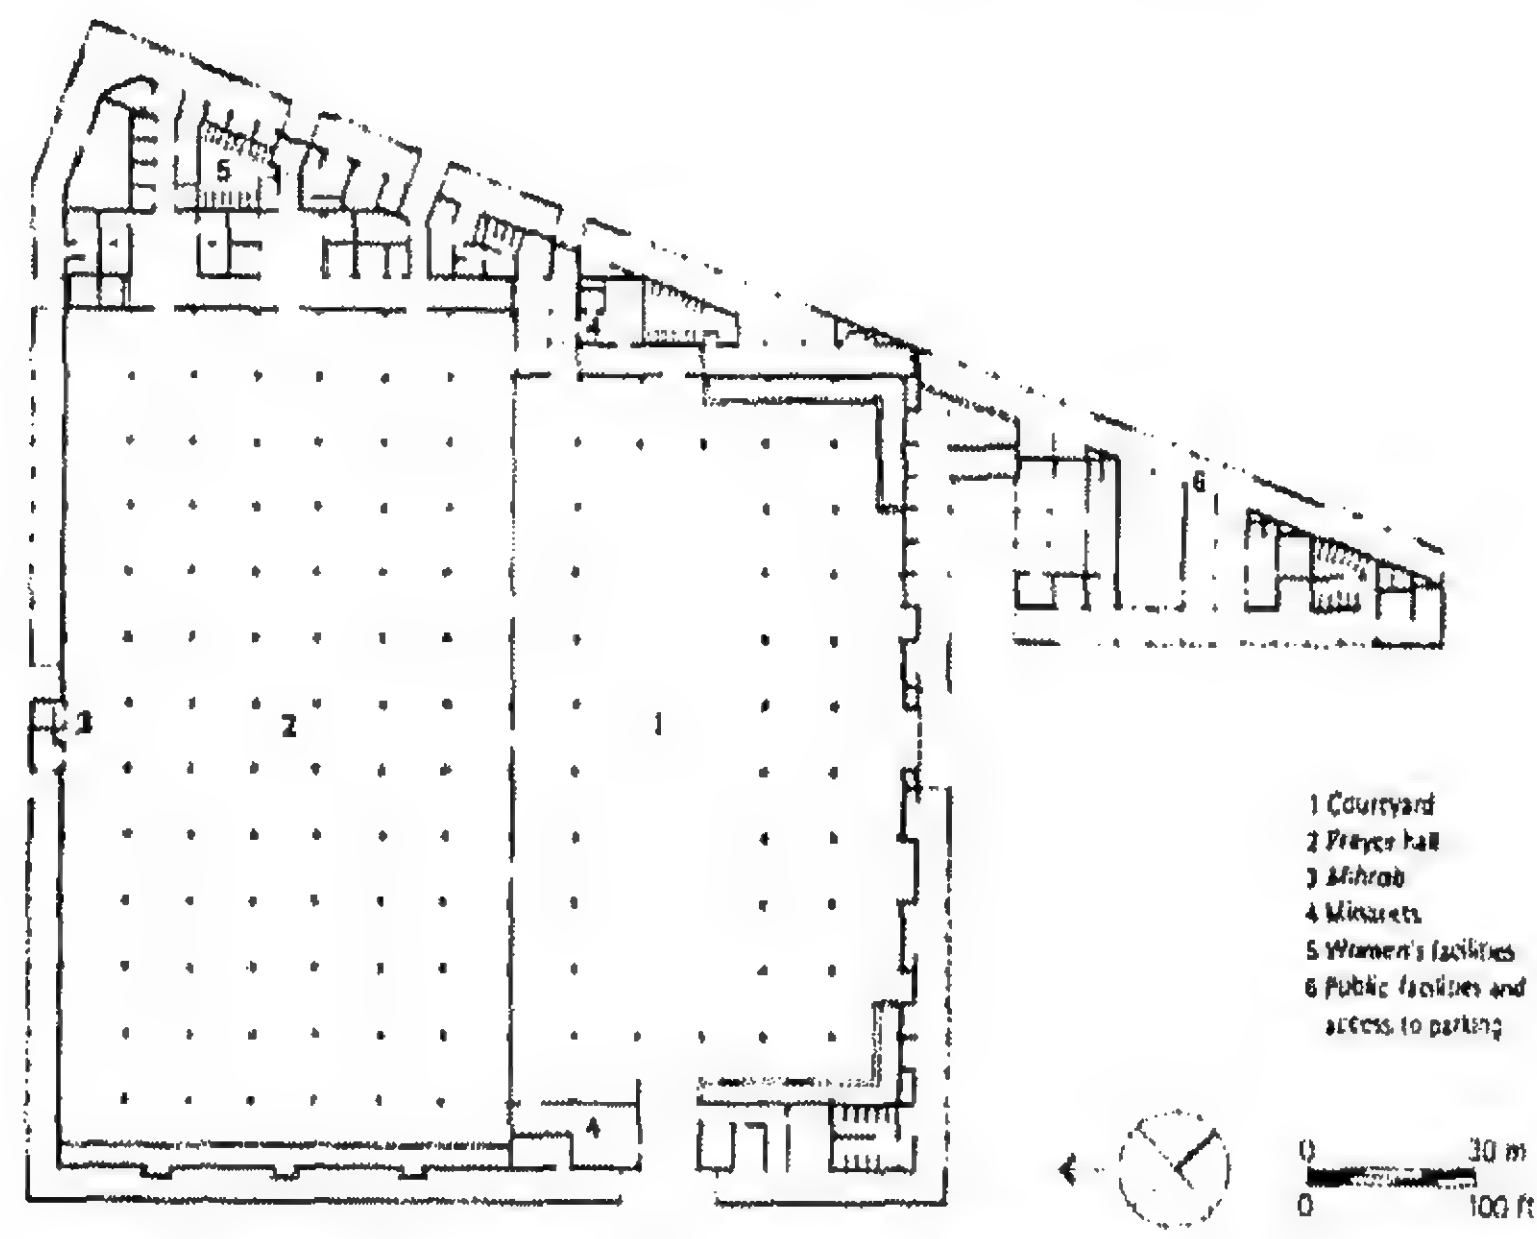 5
4
6
3
2
1
4
1 Courtyard
2 Prayer hall
3 Mihrab
4 Minarets
5 Women's facilities
6 Public facilities and
access to parking
0 30 m
0 100 ft